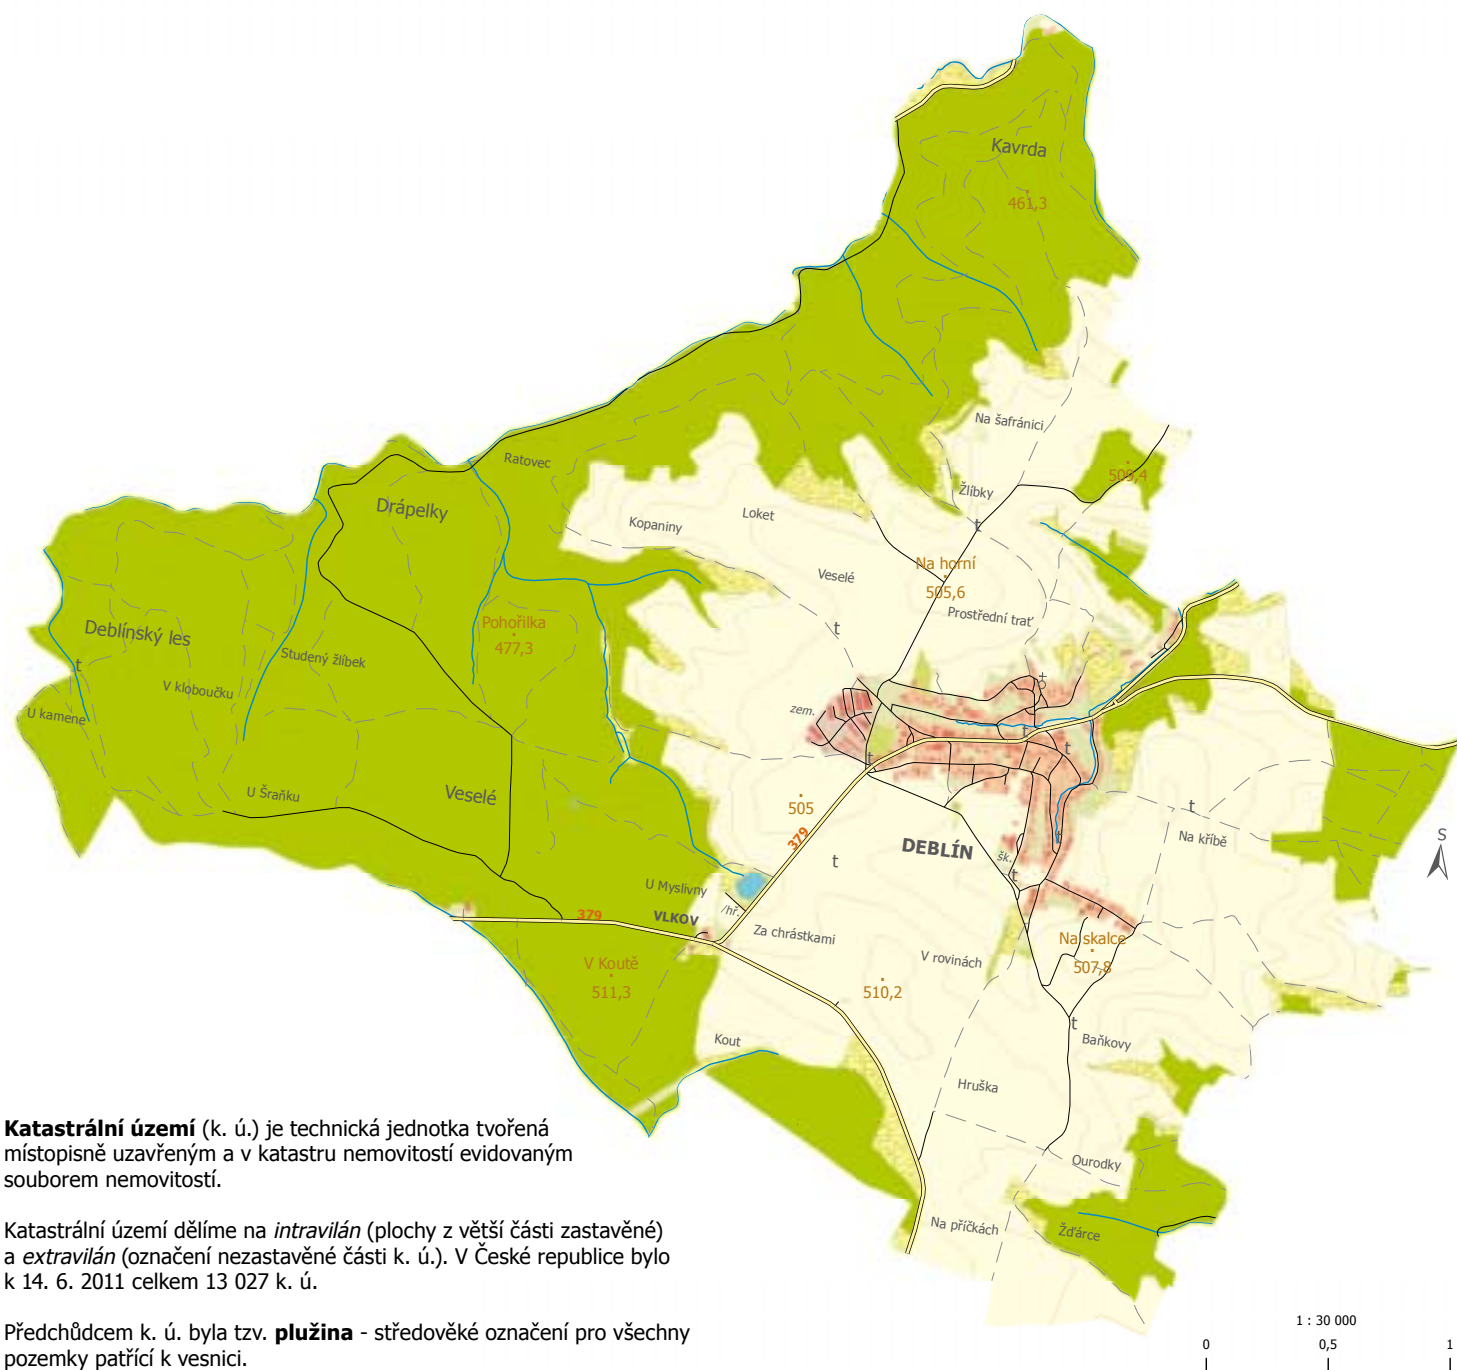 Kavrda
461,3
Na šafránici
509,4
Ratovec
Žlíbky
Drápelky
Loket
Kopaniny
Na horní
505,6
Veselé
Prostřední trať
Pohořilka
477,3
Deblínský les
Studený žlíbek
V kloboučku
U kamene
zem.
U Šraňku
Veselé
505
379
DEBLÍN
šk.
Na kříbě
S
U Myslivny
/hř.
VLKOV
379
Za chrástkami
V rovinách
Na skalce
507,8
V Koutě
511,3
510,2
Kout
Baňkovy
Hruška
Ourodky
Na příčkách
Žďárce
Katastrální území (k. ú.) je technická jednotka tvořená
místopisně uzavřeným a v katastru nemovitostí evidovaným
souborem nemovitostí.
Katastrální území dělíme na intravilán (plochy z větší části zastavěné)
a extravilán (označení nezastavěné části k. ú.). V České republice bylo
k 14. 6. 2011 celkem 13 027 k. ú.
Předchůdcem k. ú. byla tzv. plužina - středověké označení pro všechny
pozemky patřící k vesnici.
1 : 30 000
0 0,5 1